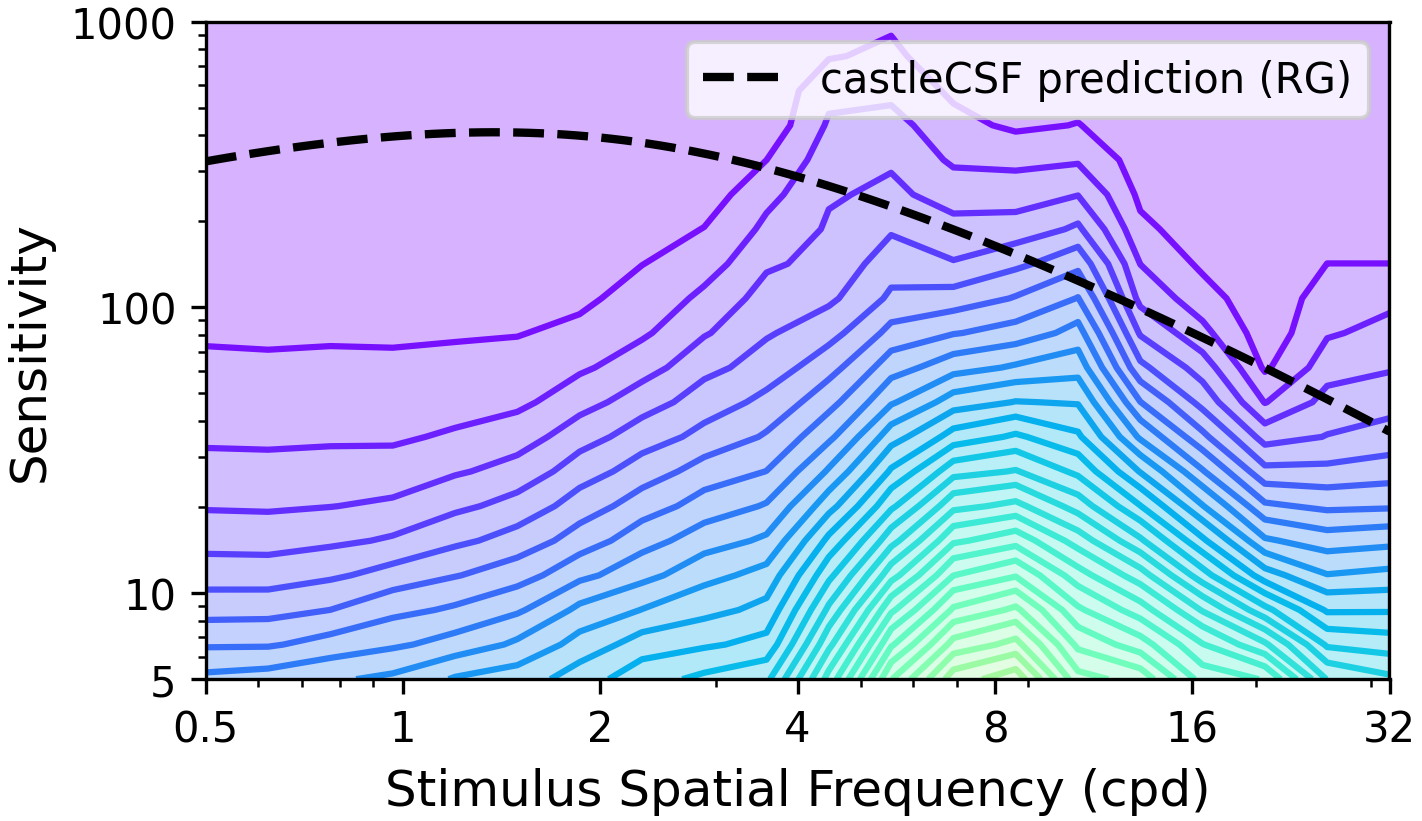 1000
100
10
5
Sensitivity
castleCSF prediction (RG)
0.5 1 2 4 8 16 32
Stimulus Spatial Frequency (cpd)